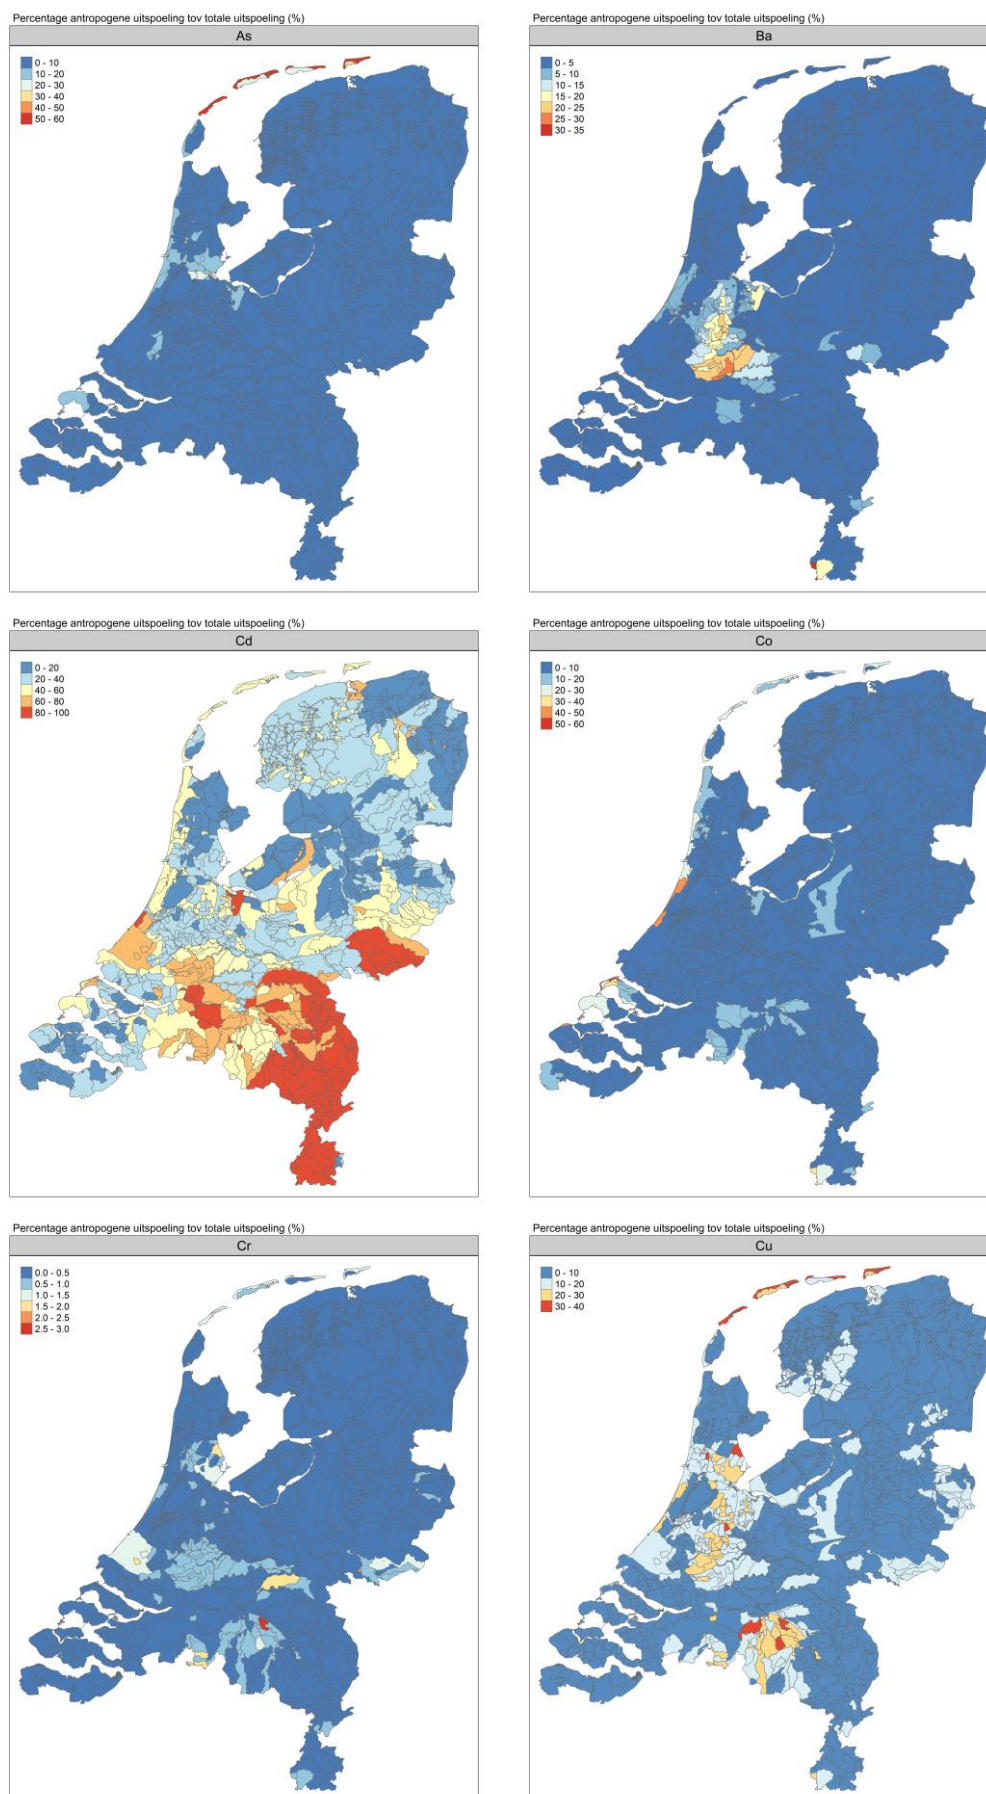 Percentage antropogene uitspoeling tov totale uitspoeling (%)
As
0 - 10
10 - 20
20 - 30
30 - 40
40 - 50
50 - 60
Percentage antropogene uitspoeling tov totale uitspoeling (%)
Ba
0 - 5
5 - 10
10 - 15
15 - 20
20 - 25
25 - 30
30 - 35
Percentage antropogene uitspoeling tov totale uitspoeling (%)
Cd
0 - 20
20 - 40
40 - 60
60 - 80
80 - 100
Percentage antropogene uitspoeling tov totale uitspoeling (%)
Co
0 - 10
10 - 20
20 - 30
30 - 40
40 - 50
50 - 60
Percentage antropogene uitspoeling tov totale uitspoeling (%)
Cr
0.0 - 0.5
0.5 - 1.0
1.0 - 1.5
1.5 - 2.0
2.0 - 2.5
2.5 - 3.0
Percentage antropogene uitspoeling tov totale uitspoeling (%)
Cu
0 - 10
10 - 20
20 - 30
30 - 40